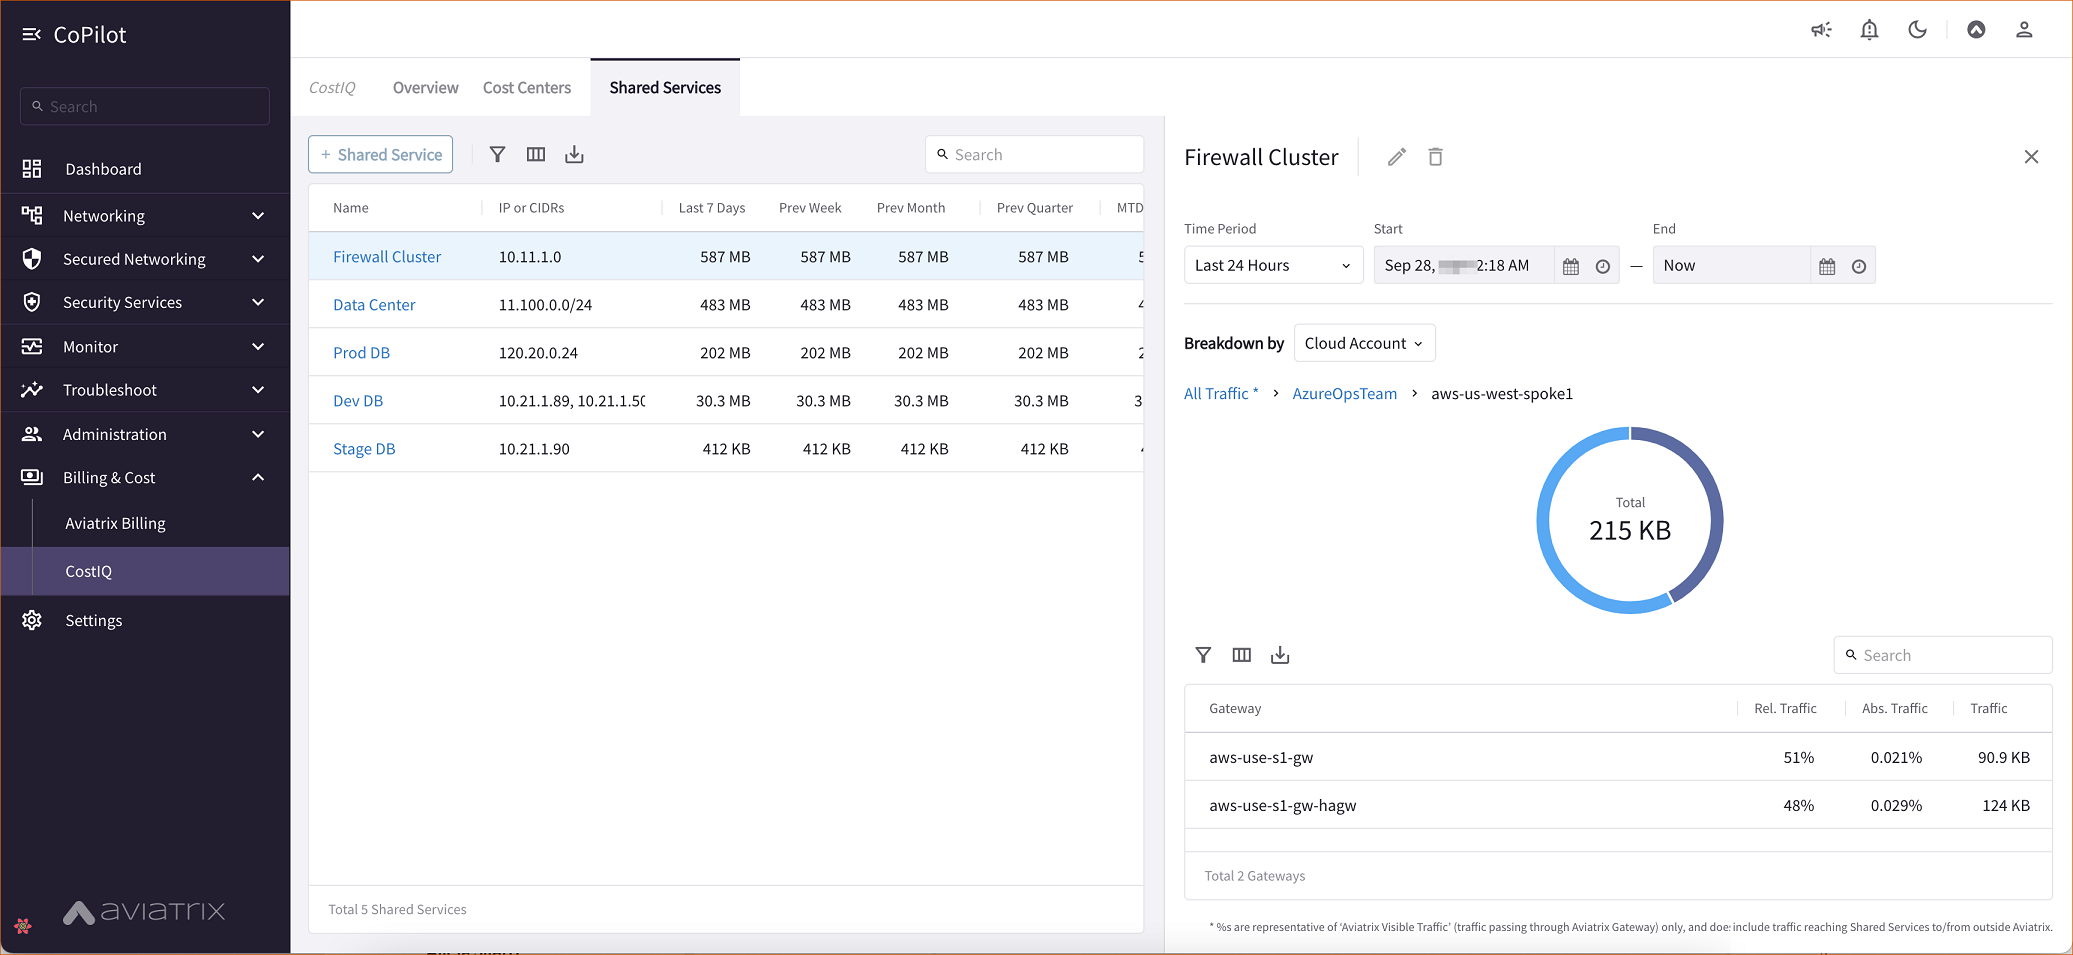 CoPilot
Search
Dashboard
Networking
Secured Networking
Security Services
Monitor
Troubleshoot
Administration
Billing & Cost
Aviatrix Billing
CostIQ
Settings
aviatrix
CostIQ Overview Cost Centers Shared Services
+ Shared Service
Search
Name IP or CIDRs Last 7 Days Prev Week Prev Month Prev Quarter MTD
Firewall Cluster 10.11.1.0 587 MB 587 MB 587 MB 587 MB
Data Center 11.100.0.0/24 483 MB 483 MB 483 MB 483 MB
Prod DB 120.20.0.24 202 MB 202 MB 202 MB 202 MB
Dev DB 10.21.1.89, 10.21.1.50 30.3 MB 30.3 MB 30.3 MB 30.3 MB 3
Stage DB 10.21.1.90 412 KB 412 KB 412 KB 412 KB
Total 5 Shared Services
Firewall Cluster
Time Period Start End
Last 24 Hours Sep 28, 2:18 AM — Now
Breakdown by Cloud Account
All Traffic * > AzureOpsTeam > aws-us-west-spoke1
Total
215 KB
Search
Gateway Rel. Traffic Abs. Traffic Traffic
aws-use-s1-gw 51% 0.021% 90.9 KB
aws-use-s1-gw-hagw 48% 0.029% 124 KB
Total 2 Gateways
* %s are representative of 'Aviatrix Visible Traffic' (traffic passing through Aviatrix Gateway) only, and does include traffic reaching Shared Services to/from outside Aviatrix.